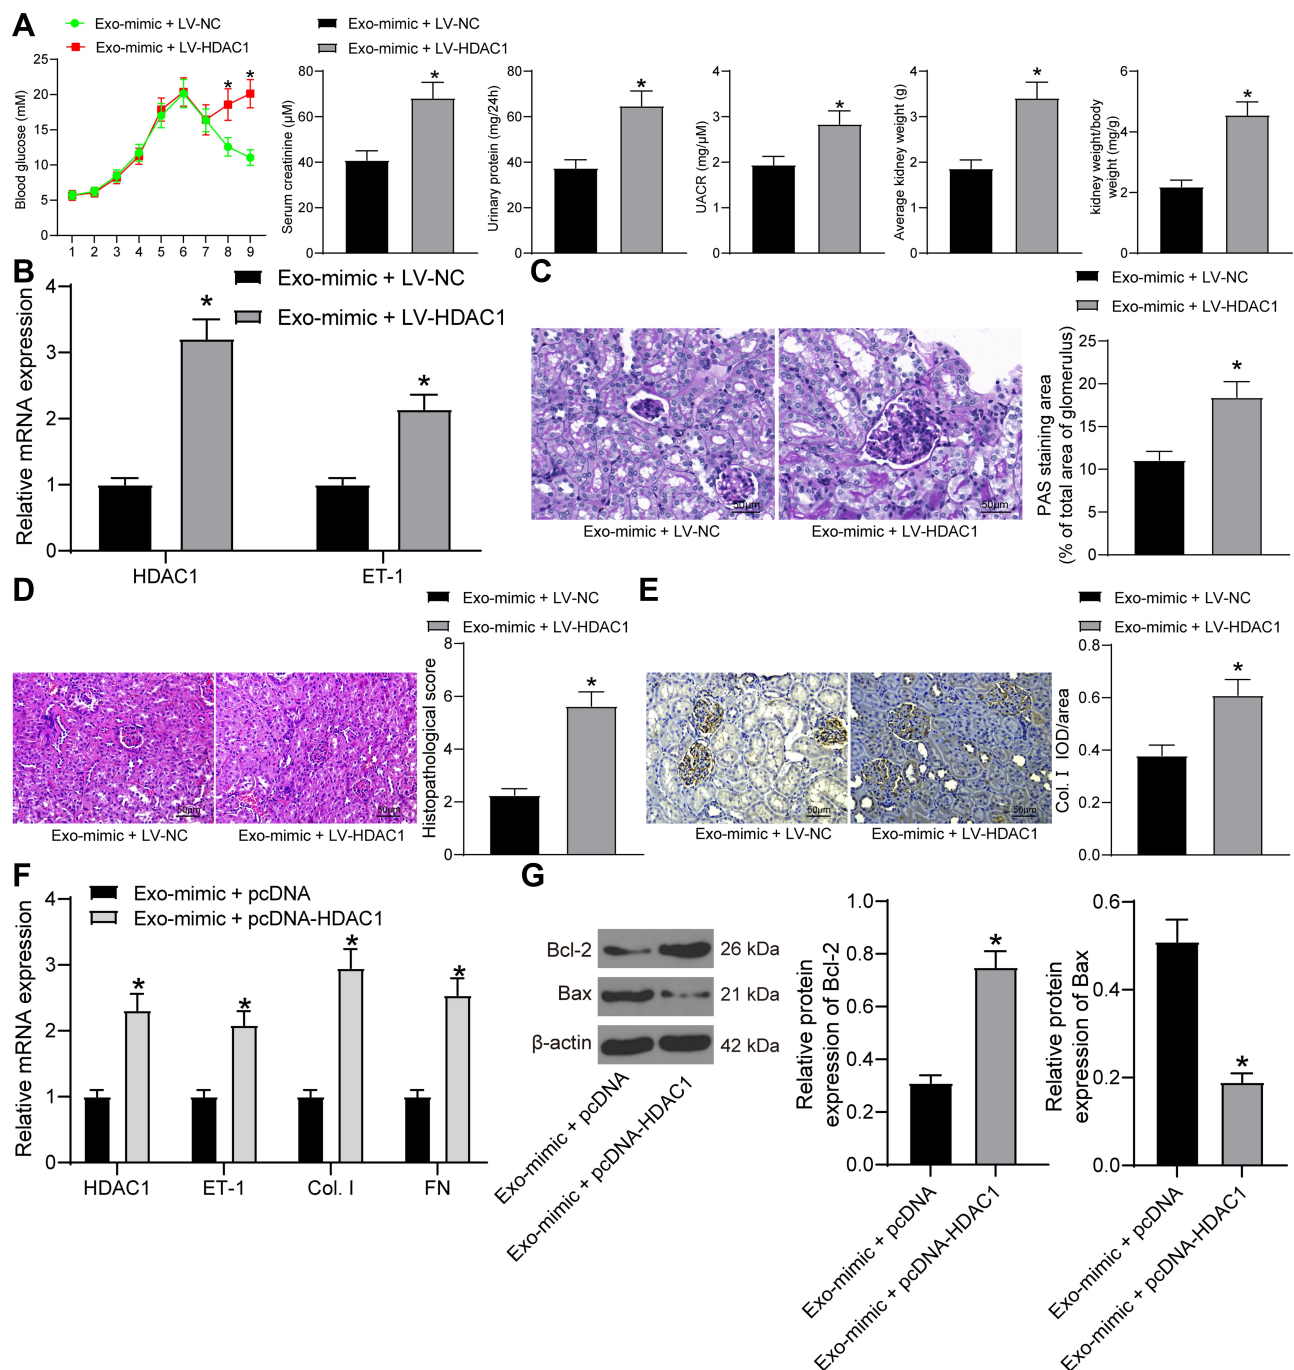 A
Exo-mimic + LV-NC
Exo-mimic + LV-HDAC1
Exo-mimic + LV-NC
Exo-mimic + LV-HDAC1
Blood glucose (mM)
25
20
15
10
5
0
1 2 3 4 5 6 7 8 9
* *
Serum creatinine (μM)
80
60
40
20
0
*
Urinary protein (mg/24h)
80
60
40
20
0
*
UACR (mg/μM)
4
3
2
1
0
*
Average kidney weight (g)
4
3
2
1
0
*
kidney weight/body
weight (mg/g)
6
4
2
0
*
B
Exo-mimic + LV-NC
Exo-mimic + LV-HDAC1
Relative mRNA expression
4
3
2
1
0
* *
HDAC1 ET-1
C
Exo-mimic + LV-NC
Exo-mimic + LV-HDAC1
50μm
50μm
Exo-mimic + LV-NC
Exo-mimic + LV-HDAC1
PAS staining area
(% of total area of glomerulus)
25
20
15
10
5
0
*
D
Exo-mimic + LV-NC
Exo-mimic + LV-HDAC1
50μm
50μm
Exo-mimic + LV-NC
Exo-mimic + LV-HDAC1
Histopathological score
8
6
4
2
0
*
E
Exo-mimic + LV-NC
Exo-mimic + LV-HDAC1
50μm
50μm
Exo-mimic + LV-NC
Exo-mimic + LV-HDAC1
Col. I IOD/area
0.8
0.6
0.4
0.2
0.0
*
F
Exo-mimic + pcDNA
Exo-mimic + pcDNA-HDAC1
Relative mRNA expression
4
3
2
1
0
* * * *
HDAC1 ET-1 Col. I FN
G
Bcl-2 26 kDa
Bax 21 kDa
β-actin 42 kDa
Exo-mimic + pcDNA
Exo-mimic + pcDNA-HDAC1
Relative protein
expression of Bcl-2
1.0
0.8
0.6
0.4
0.2
0.0
*
Exo-mimic + pcDNA
Exo-mimic + pcDNA-HDAC1
Relative protein
expression of Bax
0.6
0.4
0.2
0.0
*
Exo-mimic + pcDNA
Exo-mimic + pcDNA-HDAC1